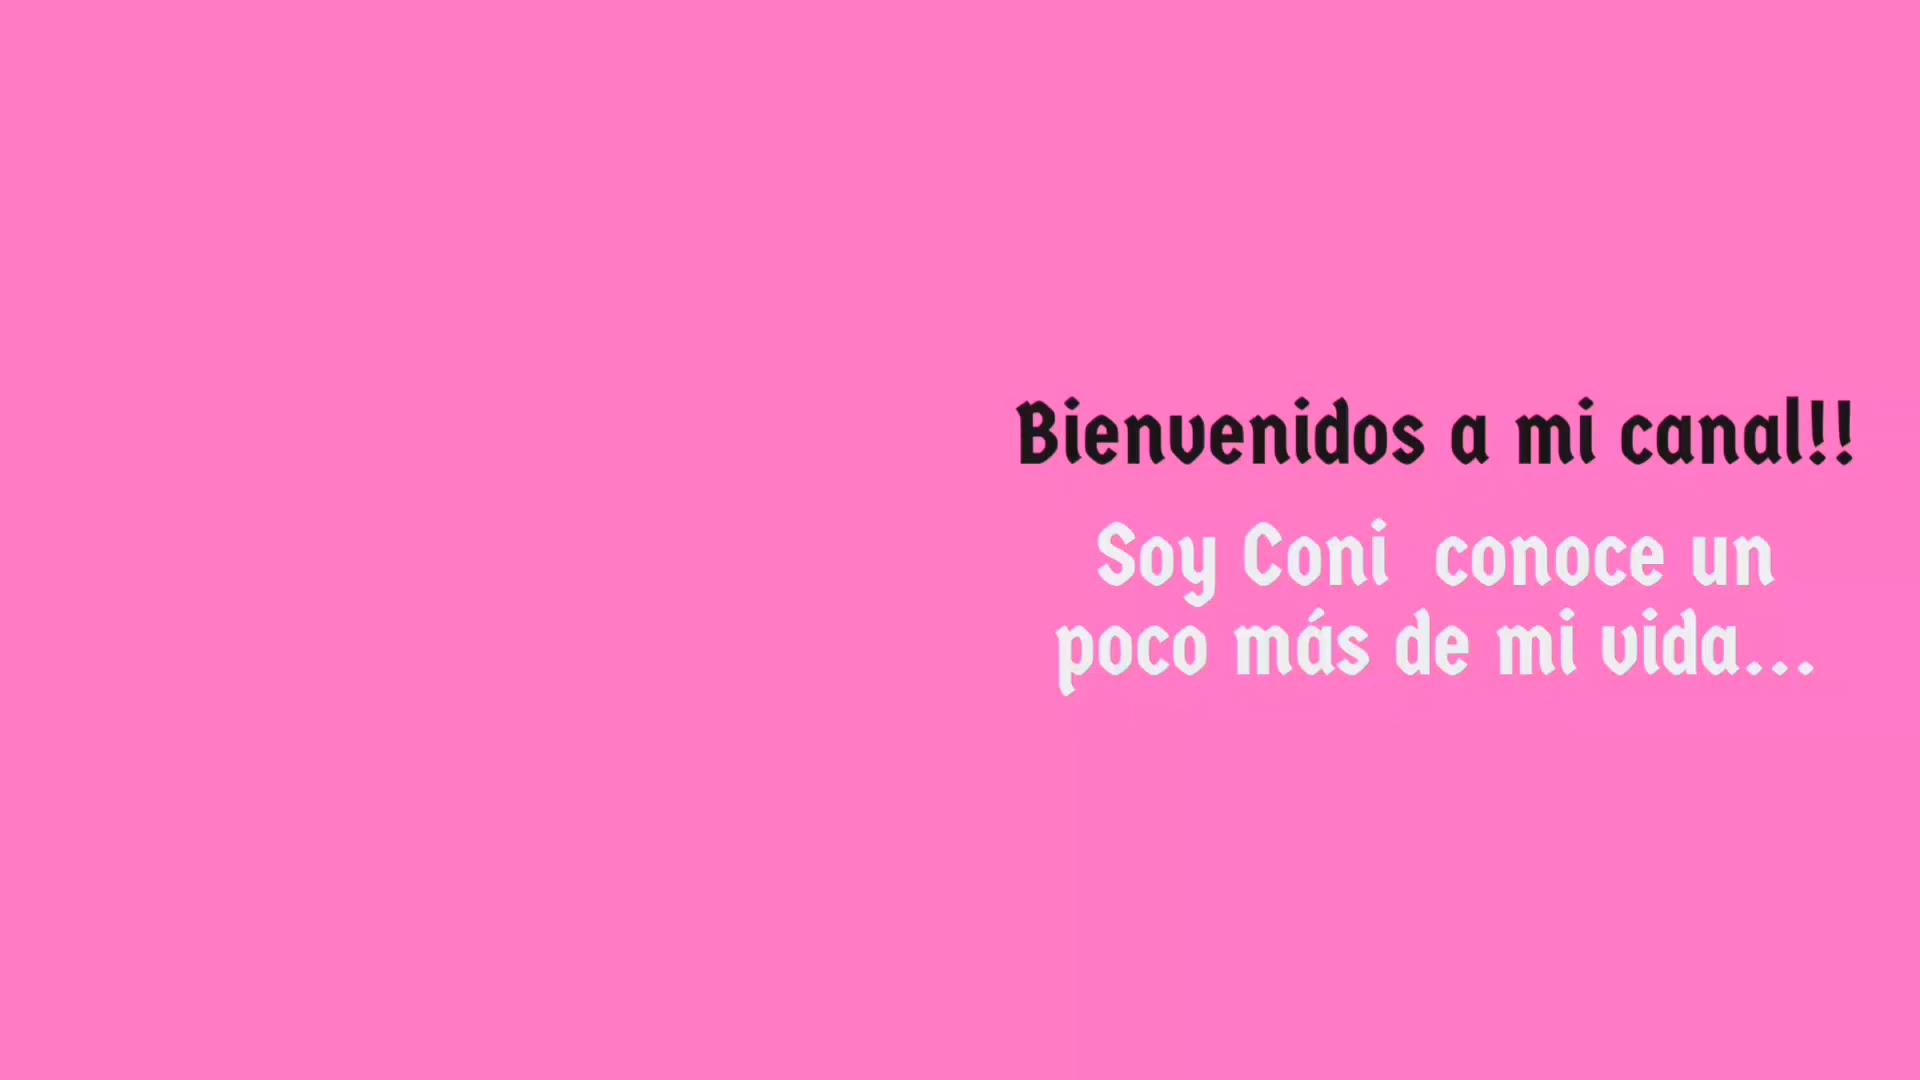 Bienvenidos a mi canal!!
Soy Coni  conoce un
poco más de mi vida...